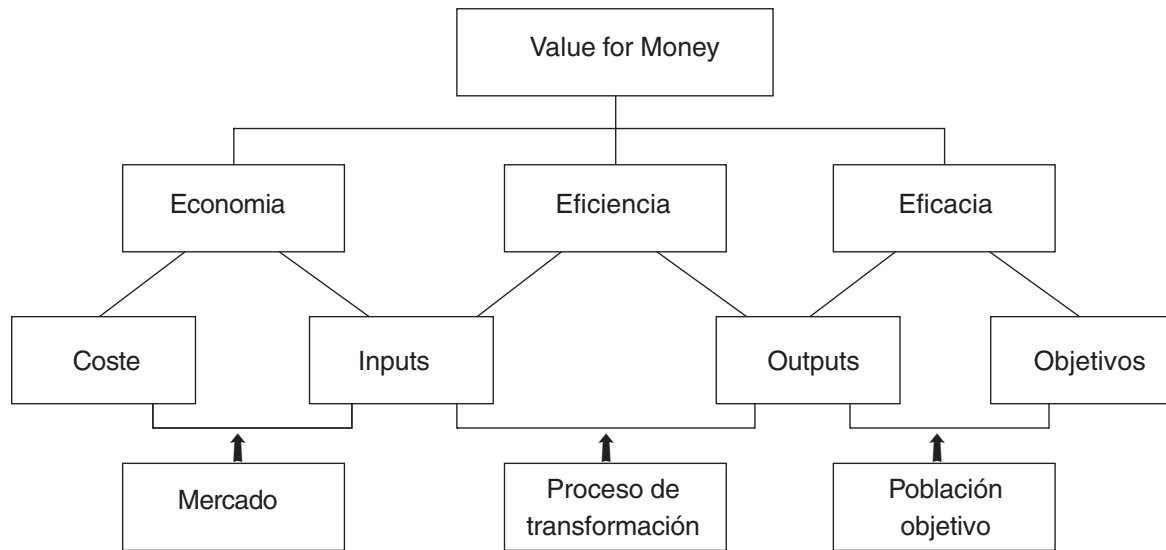 Value for Money
Economia
Eficiencia
Eficacia
Coste
Inputs
Outputs
Objetivos
Mercado
Proceso de
transformación
Población
objetivo